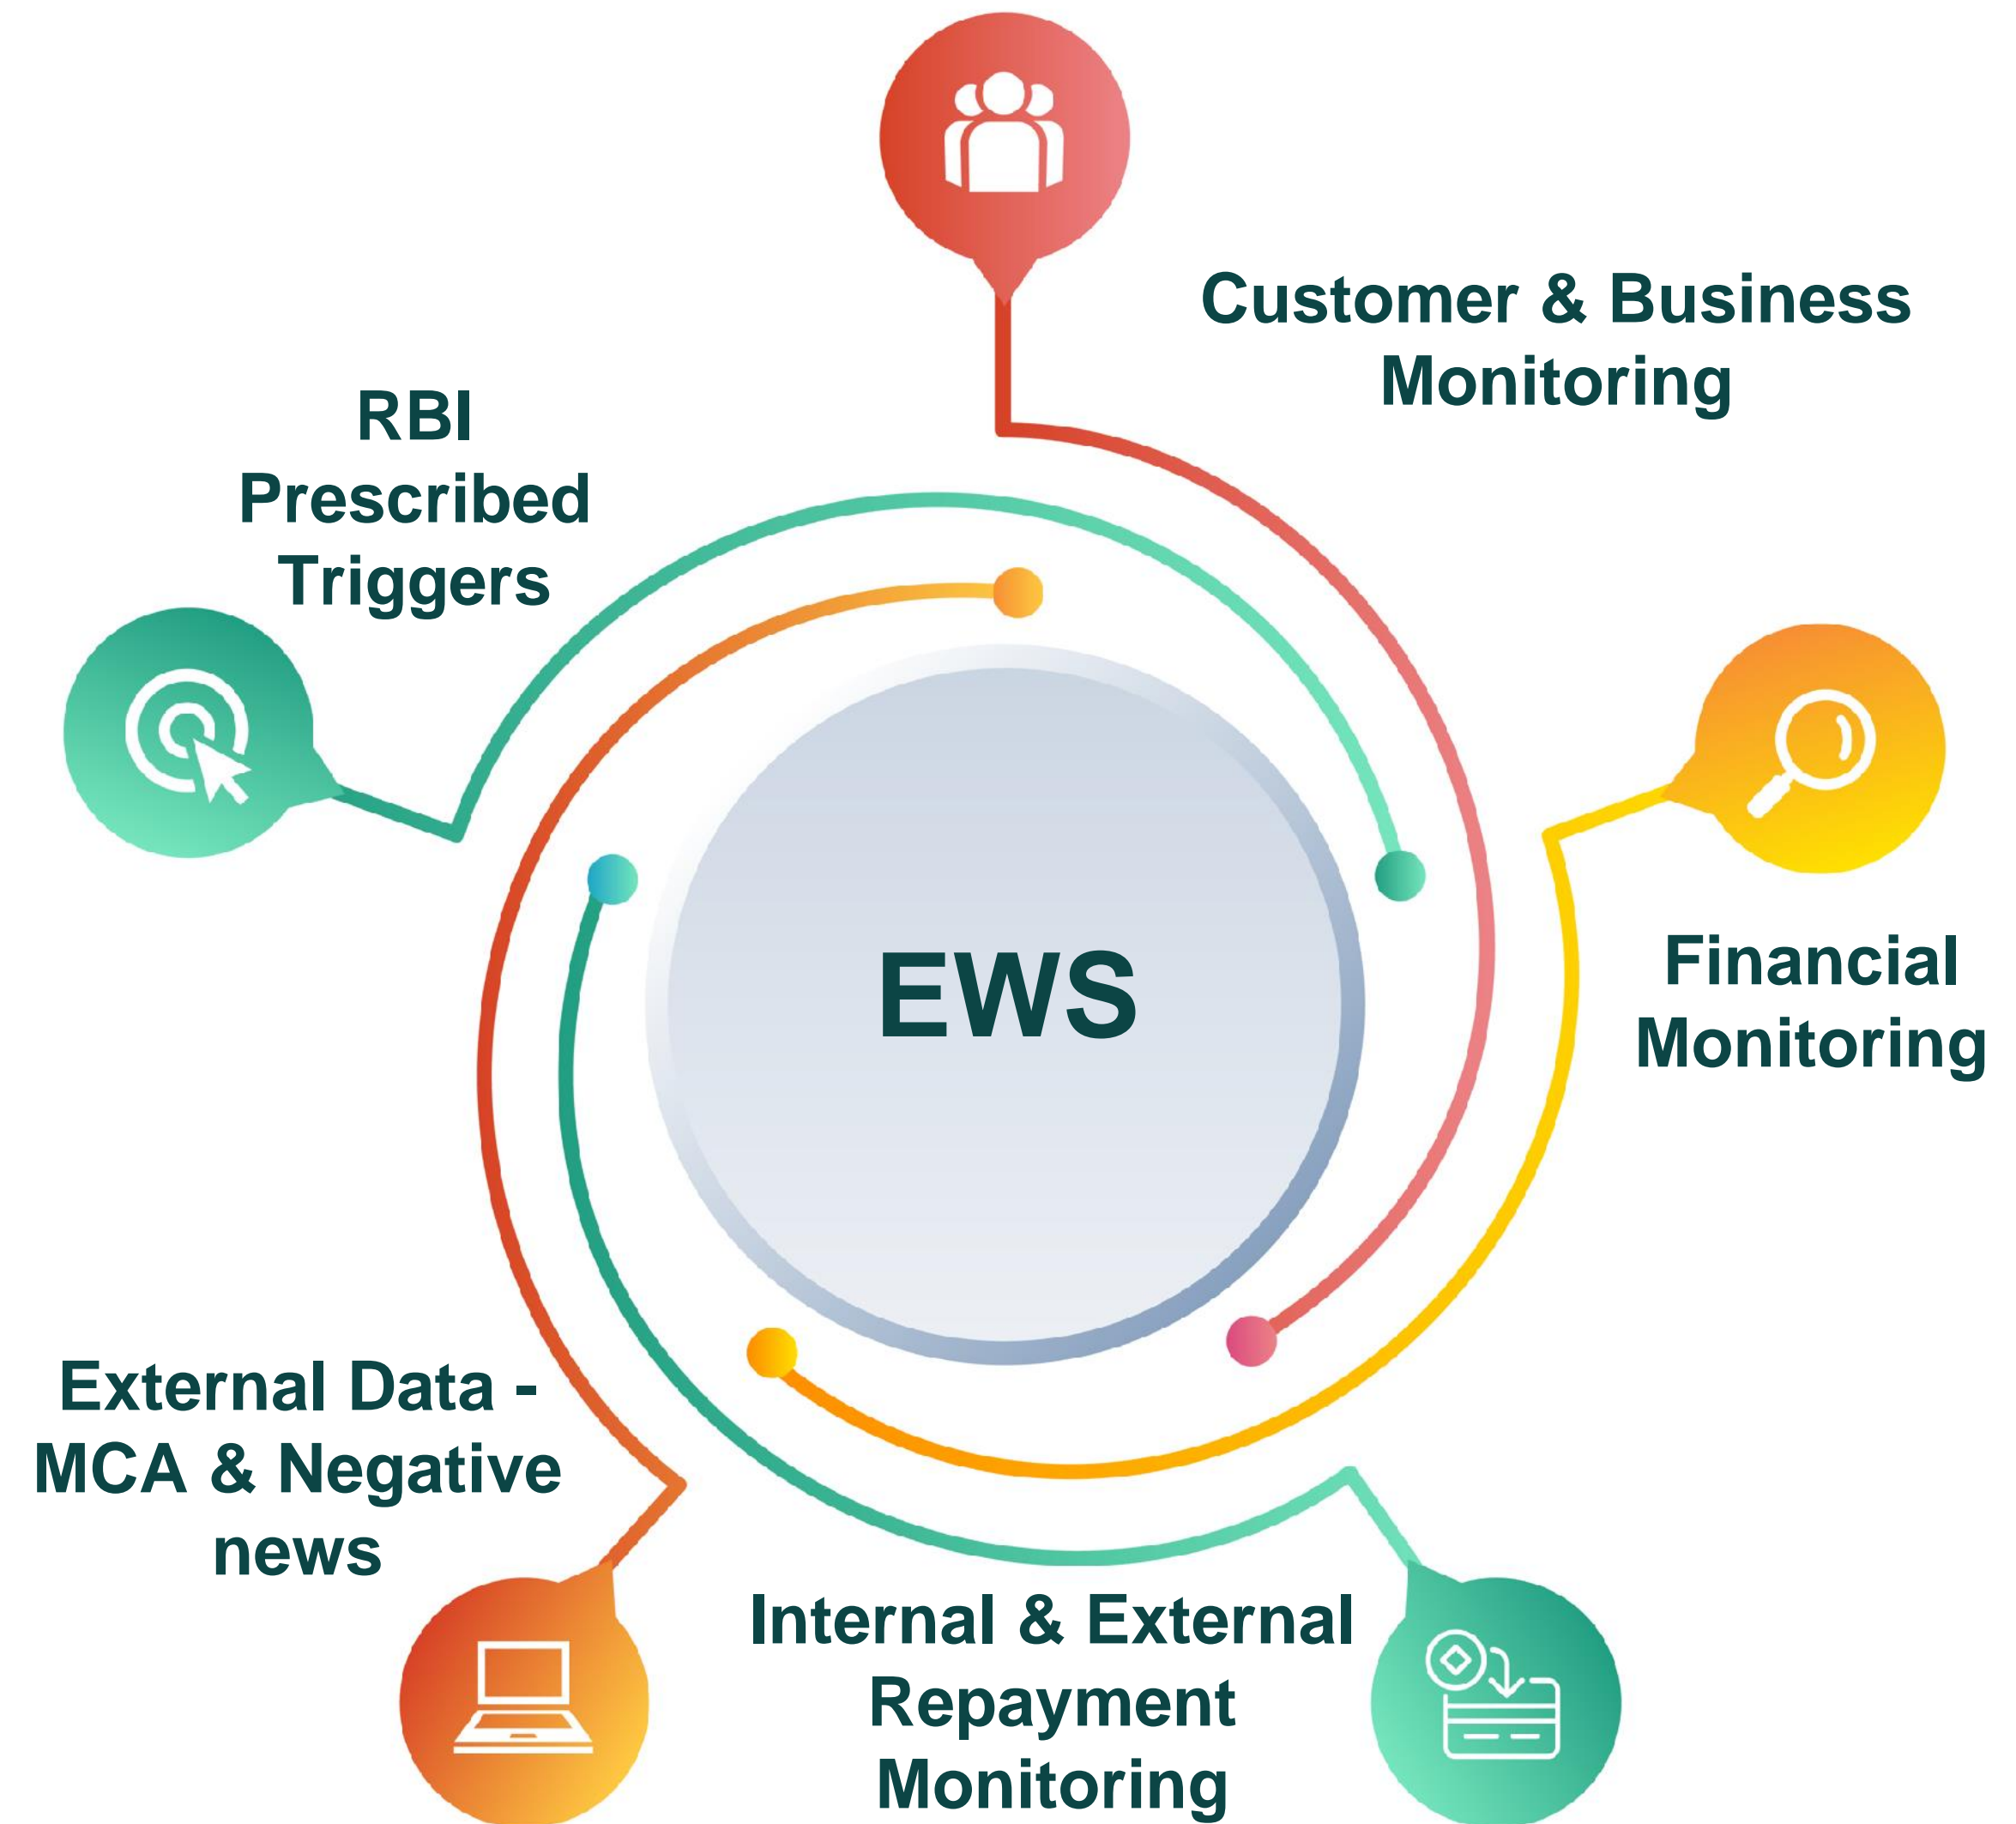 Customer & Business
Monitoring
RBI
Prescribed
Triggers
EWS
Financial
Monitoring
External Data -
MCA & Negative
news
Internal & External
Repayment
Monitoring